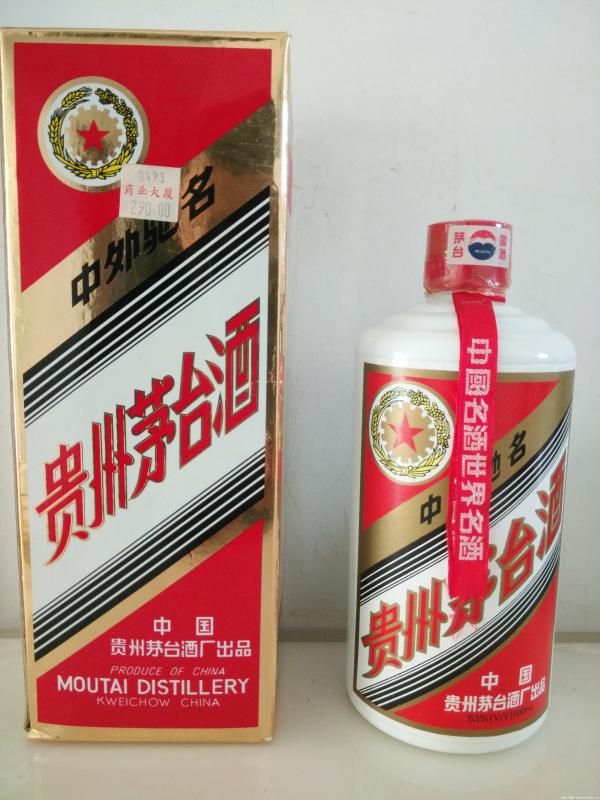 0493
商业大厦
290.00
中外驰名
贵州茅台酒
中国
贵州茅台酒厂出品
PRODUCE OF CHINA
MOUTAI DISTILLERY
KWEICHOW CHINA
茅台
国酒
MOUTAI
中國名酒世界名酒
中 驰名
贵州茅台酒
中国
贵州茅台酒厂出品
53%(V/V)500ml